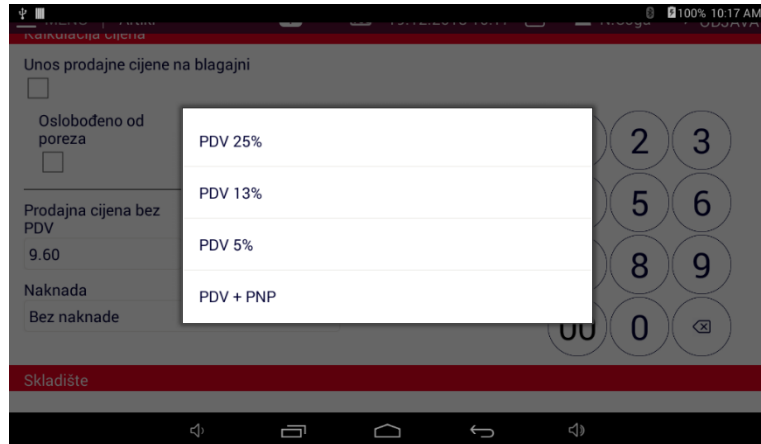 100% 10:17 AM
Kalkulacija cijena
Unos prodajne cijene na blagajni
Oslobođeno od
poreza
PDV 25%
PDV 13%
PDV 5%
PDV + PNP
2 3
5 6
8 9
00 0
Prodajna cijena bez
PDV
9.60
Naknada
Bez naknade
Skladište